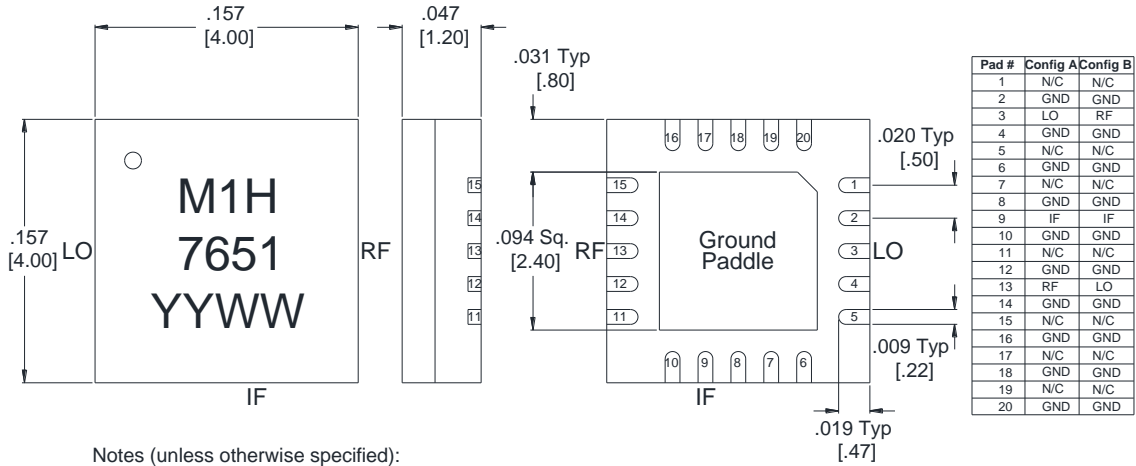 .157
[4.00]
.047
[1.20]
.157
[4.00]
LO
M1H
7651
YYWW
RF
IF
15
14
13
12
11
.031 Typ
[.80]
16 17 18 19 20
.020 Typ
[.50]
15
14
13
12
11
.094 Sq.
[2.40]
RF
Ground
Paddle
1
2
3
4
5
LO
10 9 8 7 6
IF
.009 Typ
[.22]
.019 Typ
[.47]
Pad # Config A Config B
1 N/C N/C
2 GND GND
3 LO RF
4 GND GND
5 N/C N/C
6 GND GND
7 N/C N/C
8 GND GND
9 IF IF
10 GND GND
11 N/C N/C
12 GND GND
13 RF LO
14 GND GND
15 N/C N/C
16 GND GND
17 N/C N/C
18 GND GND
19 N/C N/C
20 GND GND
Notes (unless otherwise specified):